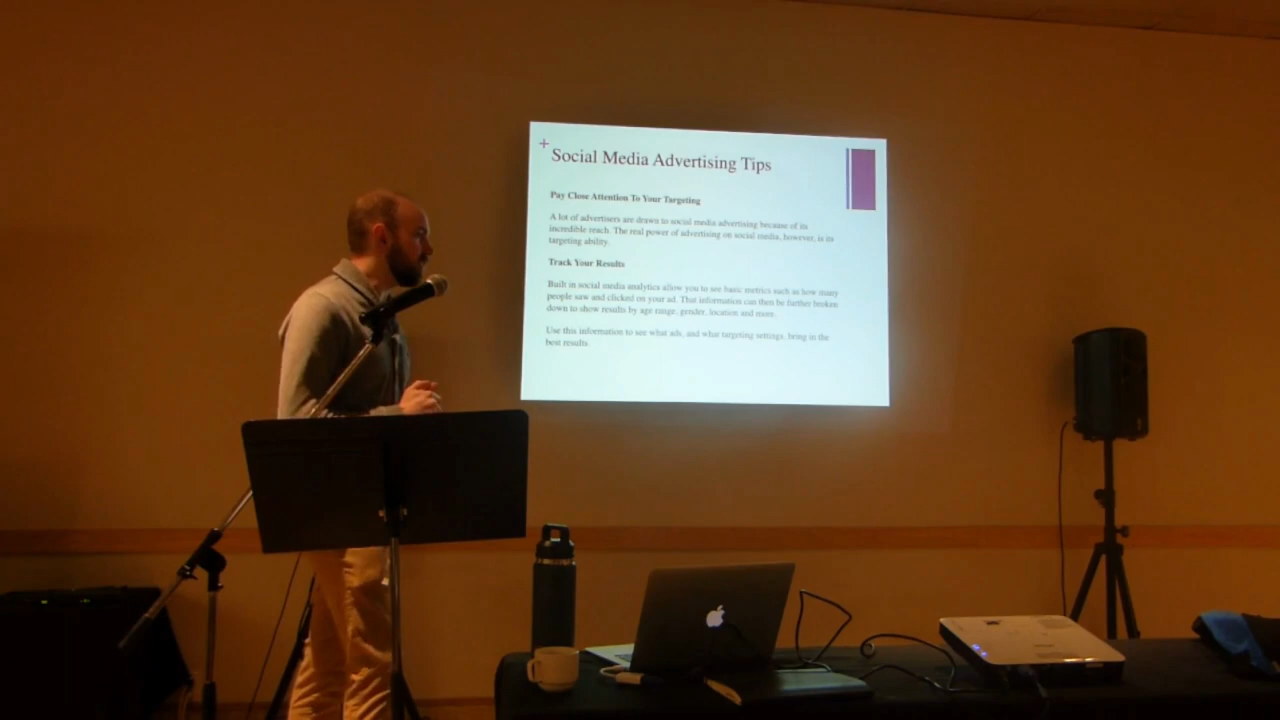 +
Social Media Advertising Tips
Pay Close Attention To Your Targeting
A lot of advertisers are drawn to social media advertising because of its
incredible reach. The real power of advertising on social media, however, is its
targeting ability.
Track Your Results
Built in social media analytics allow you to see basic metrics such as how many
people saw and clicked on your ad. That information can then be further broken
down to show results by age range, gender, location and more.
Use this information to see what ads, and what targeting settings, bring in the
best results.